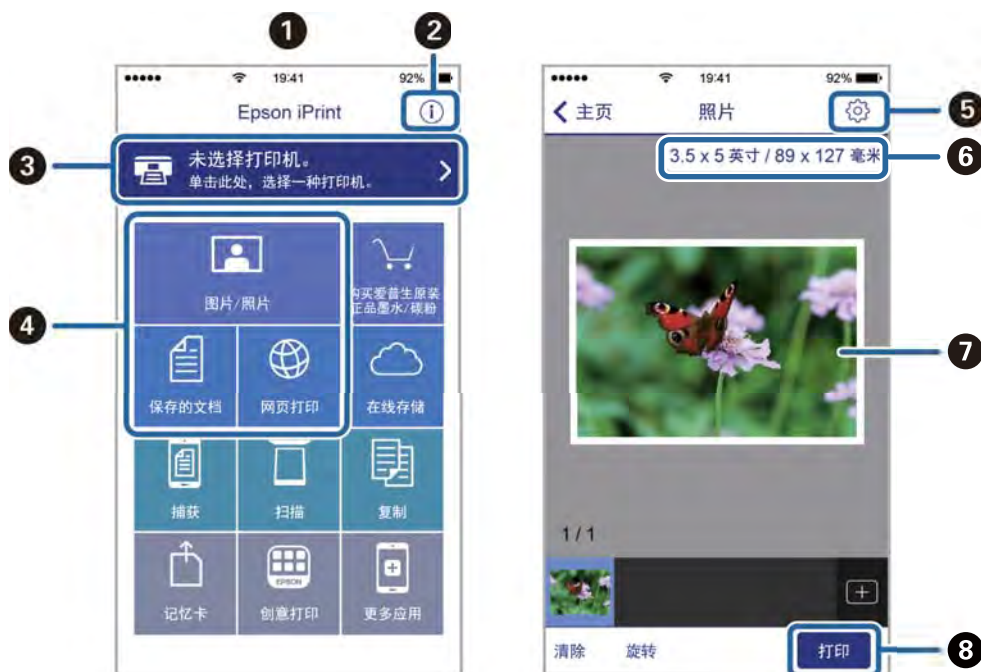 1
2
19:41
92%
Epson iPrint
3
未选择打印机。
单击此处，选择一种打印机。
4
图片/照片
购买爱普生原装
正品墨水/碳粉
保存的文档
网页打印
在线存储
捕获
扫描
复制
记忆卡
EPSON
创意打印
更多应用
19:41
92%
主页
照片
5
3.5 x 5 英寸 / 89 x 127 毫米
6
7
1 / 1
清除
旋转
打印
8